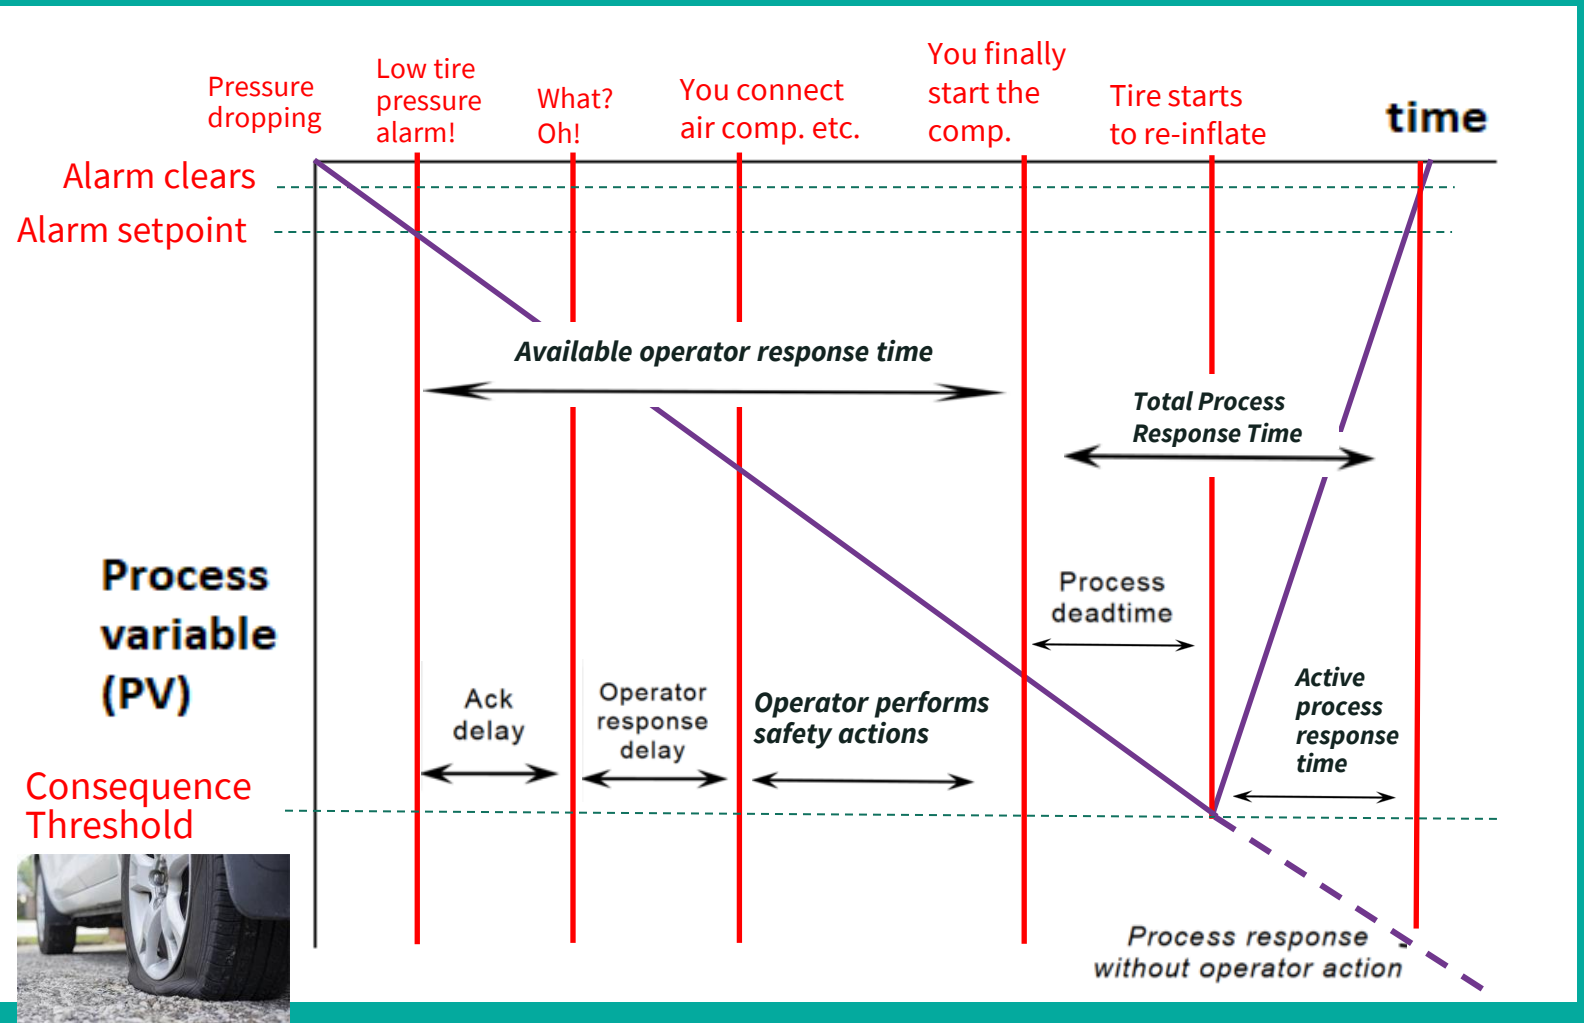 Pressure
dropping
Low tire
pressure
alarm!
What?
Oh!
You connect
air comp. etc.
You finally
start the
comp.
Tire starts
to re-inflate
time
Alarm clears
Alarm setpoint
Available operator response time
Total Process
Response Time
Process
variable
(PV)
Process
deadtime
Ack
delay
Operator
response
delay
Operator performs
safety actions
Active
process
response
time
Consequence
Threshold
Process response
without operator action